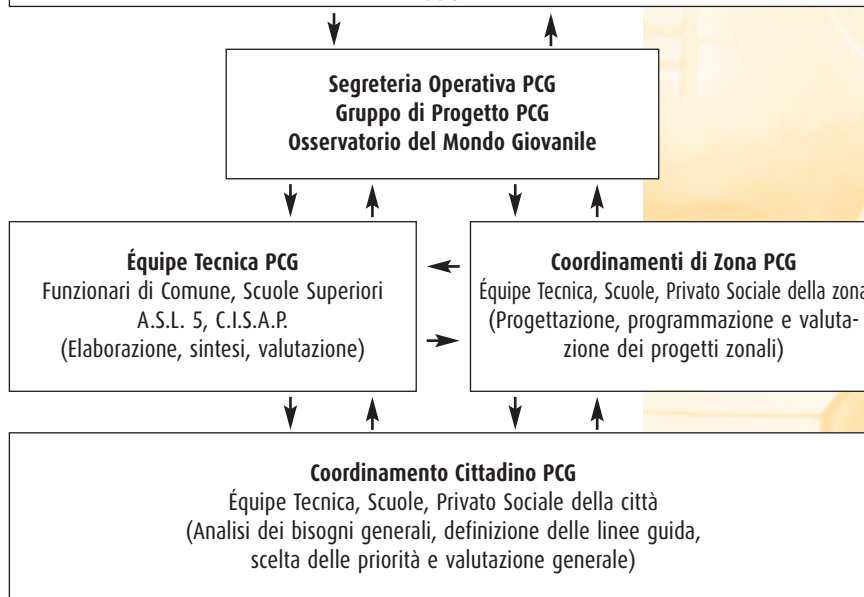 Segreteria Operativa PCG
Gruppo di Progetto PCG
Osservatorio del Mondo Giovanile
Équipe Tecnica PCG
Funzionari di Comune, Scuole Superiori
A.S.L. 5, C.I.S.A.P.
(Elaborazione, sintesi, valutazione)
Coordinamenti di Zona PCG
Équipe Tecnica, Scuole, Privato Sociale della zona
(Progettazione, programmazione e valuta-
zione dei progetti zonali)
Coordinamento Cittadino PCG
Équipe Tecnica, Scuole, Privato Sociale della città
(Analisi dei bisogni generali, definizione delle linee guida,
scelta delle priorità e valutazione generale)